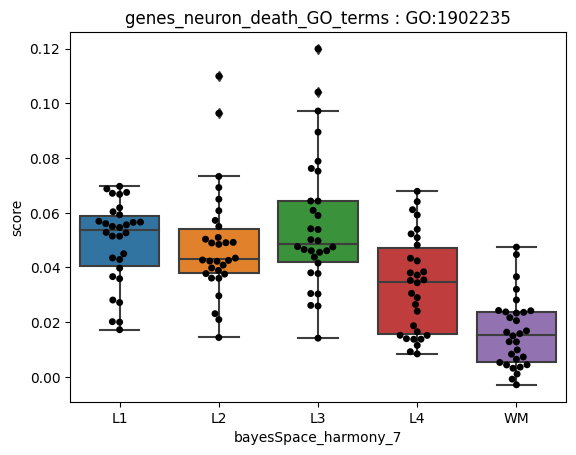 genes_neuron_death_GO_terms : GO:1902235
0.12
0.10
0.08
0.06
0.04
0.02
0.00
score
L1 L2 L3 L4 WM
bayesSpace_harmony_7